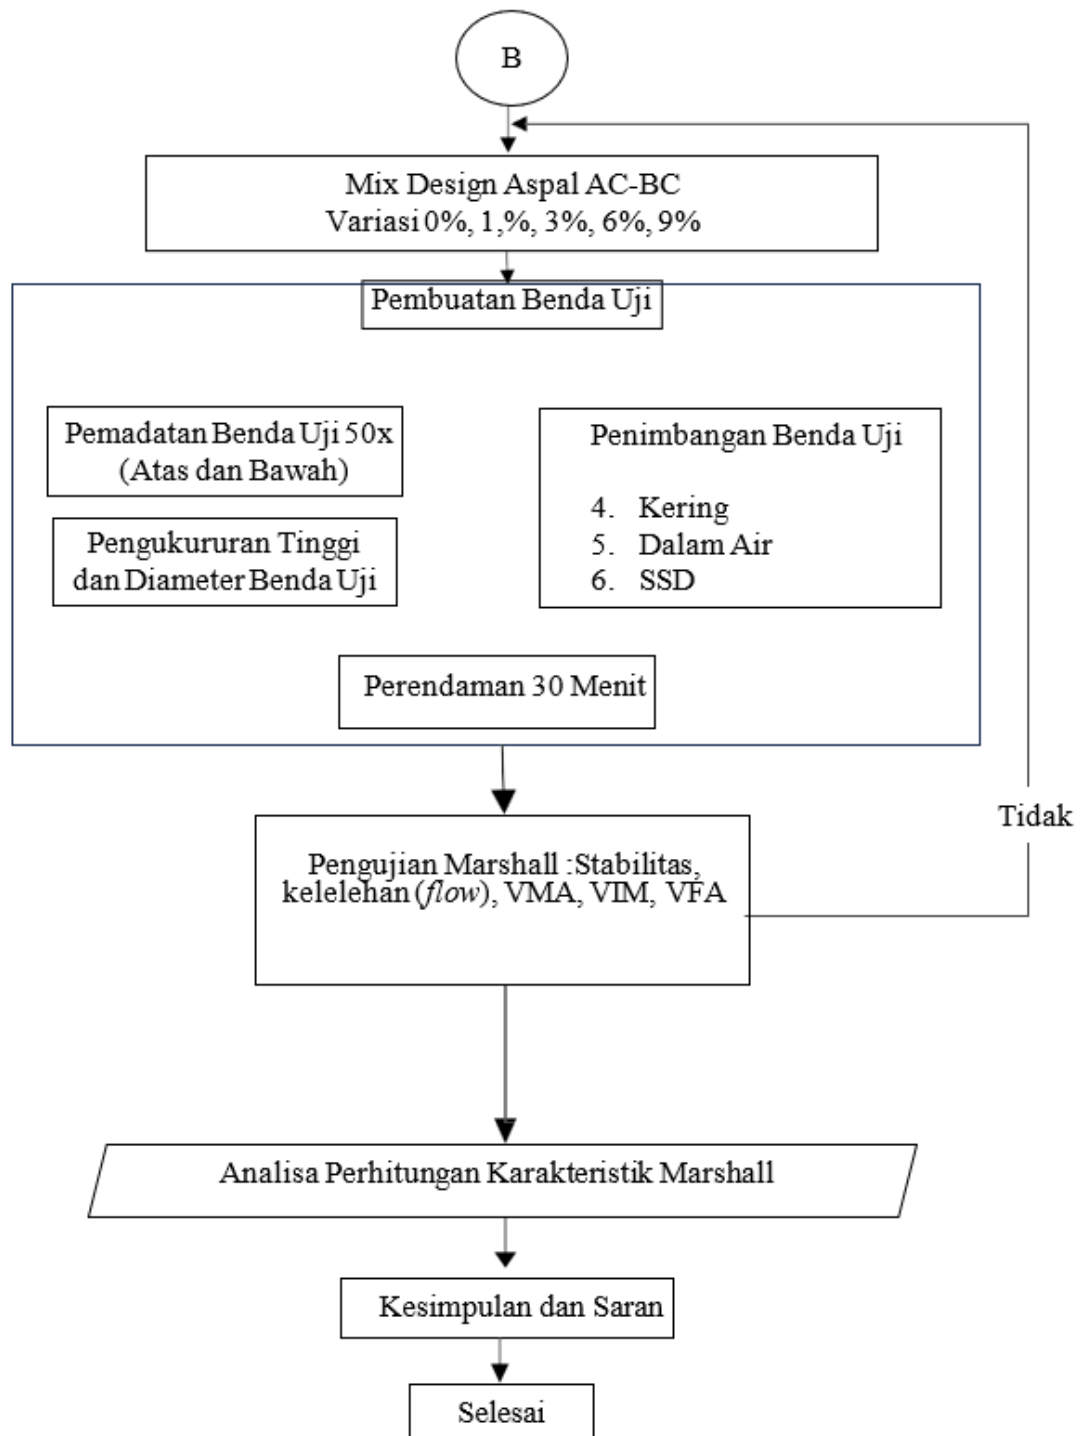 B
Mix Design Aspal AC-BC
Variasi 0%, 1,%, 3%, 6%, 9%
Pembuatan Benda Uji
Pemadatan Benda Uji 50x
(Atas dan Bawah)
Pengukururan Tinggi
dan Diameter Benda Uji
Penimbangan Benda Uji
4. Kering
5. Dalam Air
6. SSD
Perendaman 30 Menit
Tidak
Pengujian Marshall :Stabilitas,
kelelehan (flow), VMA, VIM, VFA
Analisa Perhitungan Karakteristik Marshall
Kesimpulan dan Saran
Selesai